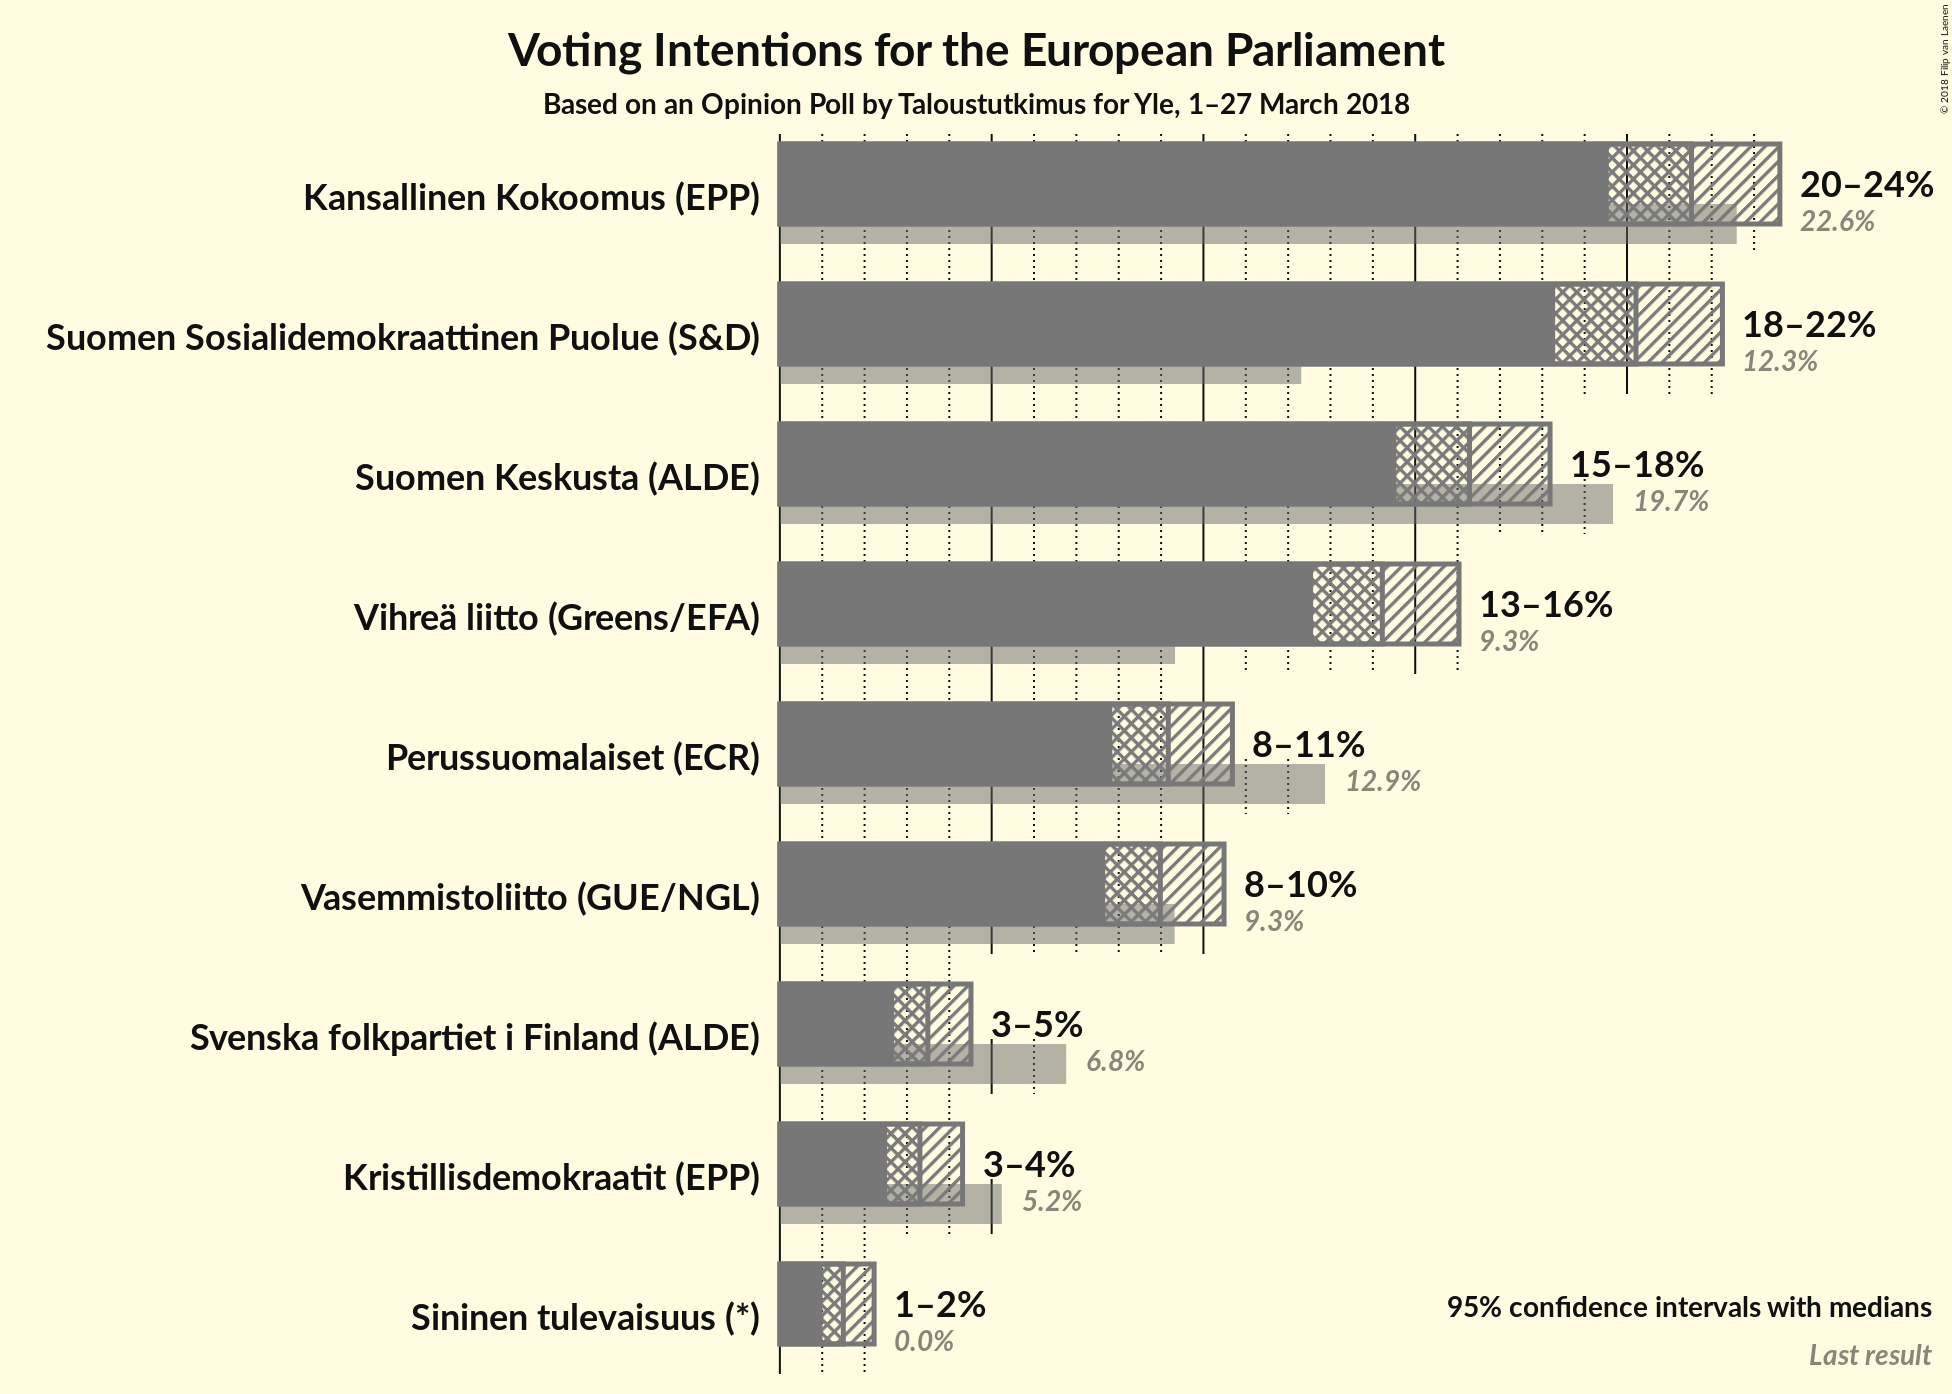 Voting Intentions for the European Parliament
Based on an Opinion Poll by Taloustutkimus for Yle, 1–27 March 2018
© 2018 Filip van Laenen
Kansallinen Kokoomus (EPP)
20–24%
22.6%
Suomen Sosialidemokraattinen Puolue (S&D)
18–22%
12.3%
Suomen Keskusta (ALDE)
15–18%
19.7%
Vihreä liitto (Greens/EFA)
13–16%
9.3%
Perussuomalaiset (ECR)
8–11%
12.9%
Vasemmistoliitto (GUE/NGL)
8–10%
9.3%
Svenska folkpartiet i Finland (ALDE)
3–5%
6.8%
Kristillisdemokraatit (EPP)
3–4%
5.2%
Sininen tulevaisuus (*)
1–2%
0.0%
95% confidence intervals with medians
Last result